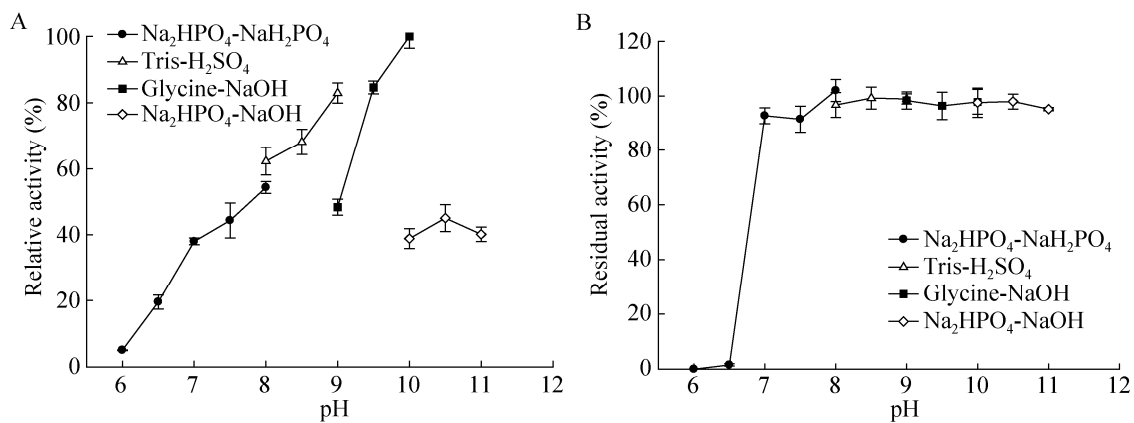 A
Relative activity (%)
100
80
60
40
20
0
Na₂HPO₄-NaH₂PO₄
Tris-H₂SO₄
Glycine-NaOH
Na₂HPO₄-NaOH
6 7 8 9 10 11 12
pH
B
Residual activity (%)
120
100
80
60
40
20
0
Na₂HPO₄-NaH₂PO₄
Tris-H₂SO₄
Glycine-NaOH
Na₂HPO₄-NaOH
6 7 8 9 10 11 12
pH